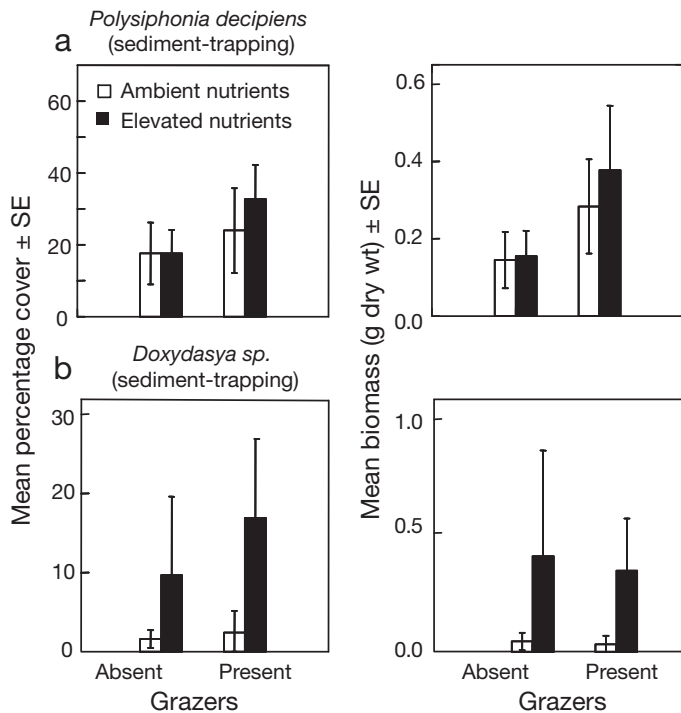 a
Polysiphonia decipiens
(sediment-trapping)
Ambient nutrients
Elevated nutrients
60
40
20
0
0.6
0.4
0.2
0.0
b
Doxydasya sp.
(sediment-trapping)
30
20
10
0
1.0
0.5
0.0
Mean percentage cover ± SE
Mean biomass (g dry wt) ± SE
Absent Present
Grazers
Absent Present
Grazers